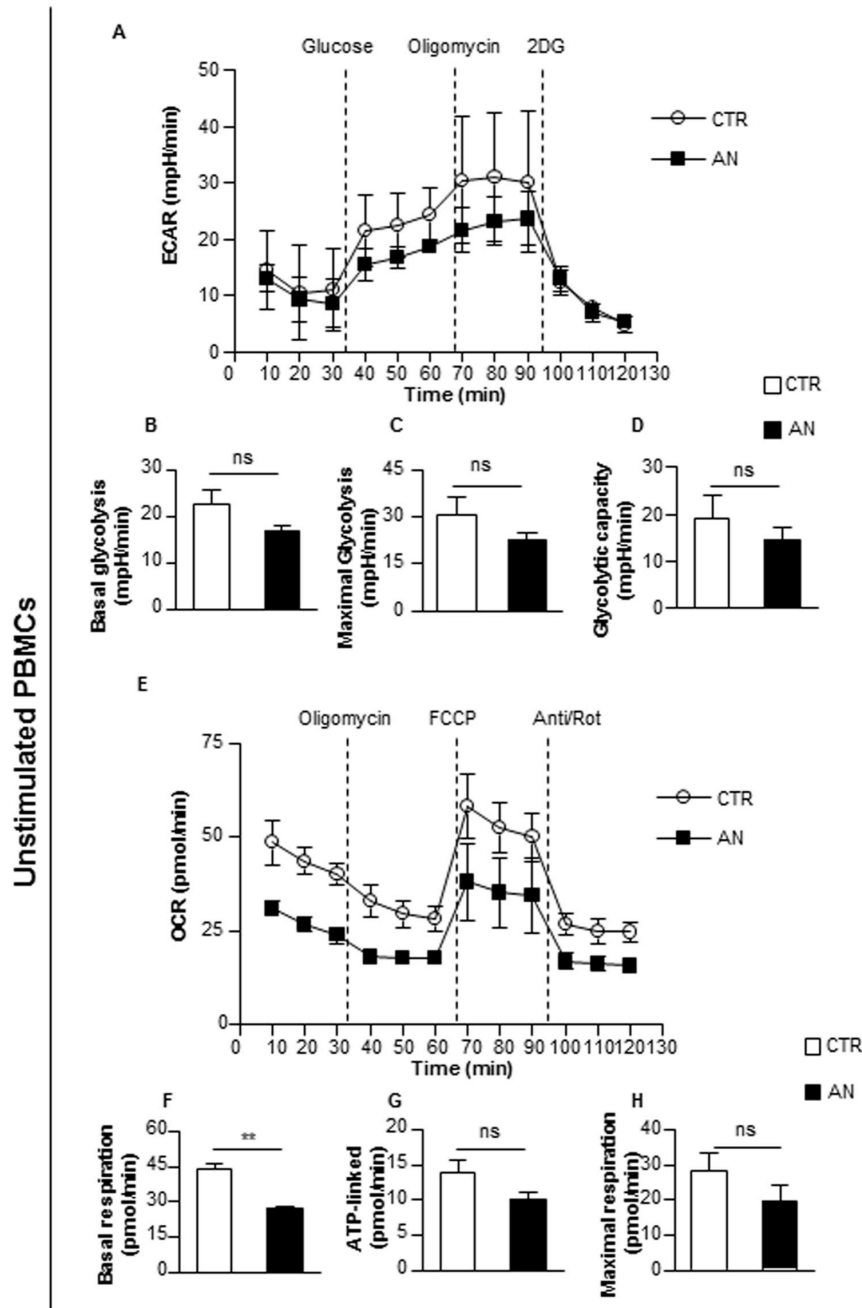 Unstimulated PBMCs
A
Glucose Oligomycin 2DG
ECAR (mpH/min)
50
40
30
20
10
0
0 10 20 30 40 50 60 70 80 90 100 110 120 130
Time (min)
CTR
AN
CTR
AN
B
Basal glycolysis
(mpH/min)
30
20
10
0
ns
C
Maximal Glycolysis
(mpH/min)
45
30
15
0
ns
D
Glycolytic capacity
(mpH/min)
30
20
10
0
ns
E
Oligomycin FCCP Anti/Rot
OCR (pmol/min)
75
50
25
0
0 10 20 30 40 50 60 70 80 90 100 110 120 130
Time (min)
CTR
AN
CTR
AN
F
Basal respiration
(pmol/min)
60
45
30
15
0
**
G
ATP-linked
(pmol/min)
20
15
10
5
0
ns
H
Maximal respiration
(pmol/min)
40
30
20
10
0
ns